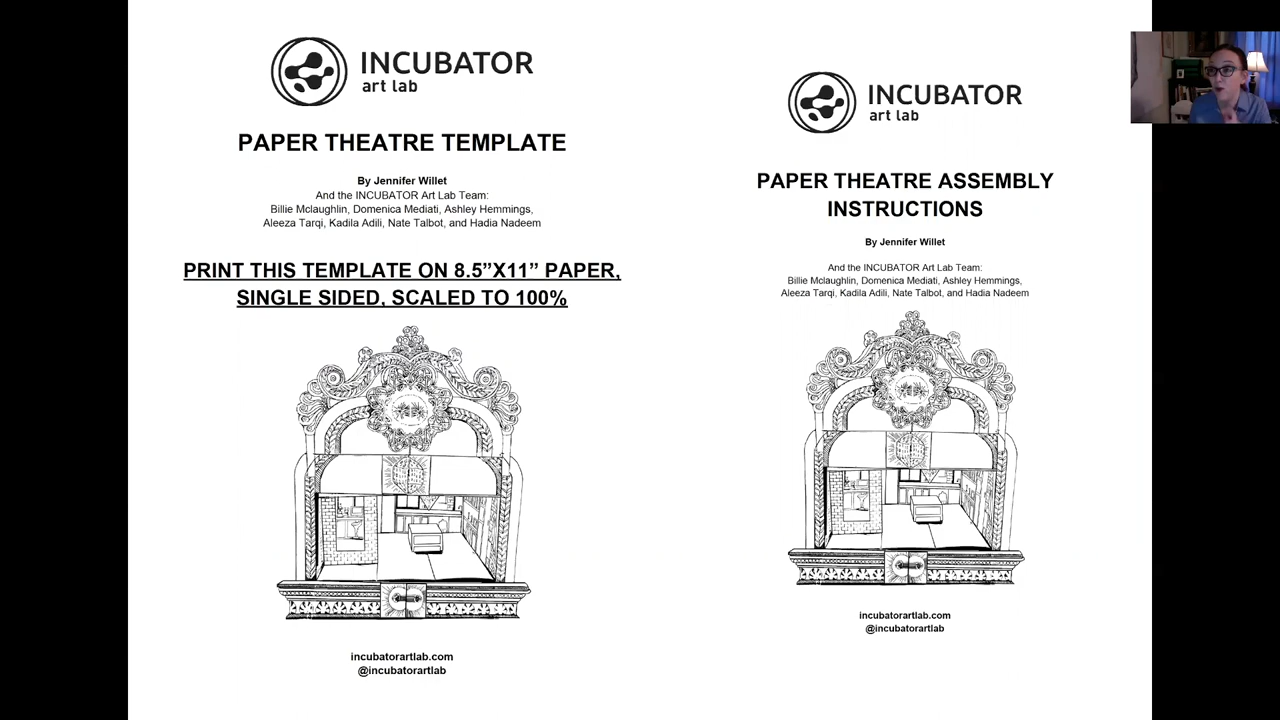 INCUBATOR
art lab
PAPER THEATRE TEMPLATE
By Jennifer Willet
And the INCUBATOR Art Lab Team:
Billie Mclaughlin, Domenica Mediati, Ashley Hemmings,
Aleeza Tarqi, Kadila Adili, Nate Talbot, and Hadia Nadeem
PRINT THIS TEMPLATE ON 8.5”X11” PAPER,
SINGLE SIDED, SCALED TO 100%
incubatorartlab.com
@incubatorartlab
INCUBATOR
art lab
PAPER THEATRE ASSEMBLY
INSTRUCTIONS
By Jennifer Willet
And the INCUBATOR Art Lab Team:
Billie Mclaughlin, Domenica Mediati, Ashley Hemmings,
Aleeza Tarqi, Kadila Adili, Nate Talbot, and Hadia Nadeem
incubatorartlab.com
@incubatorartlab